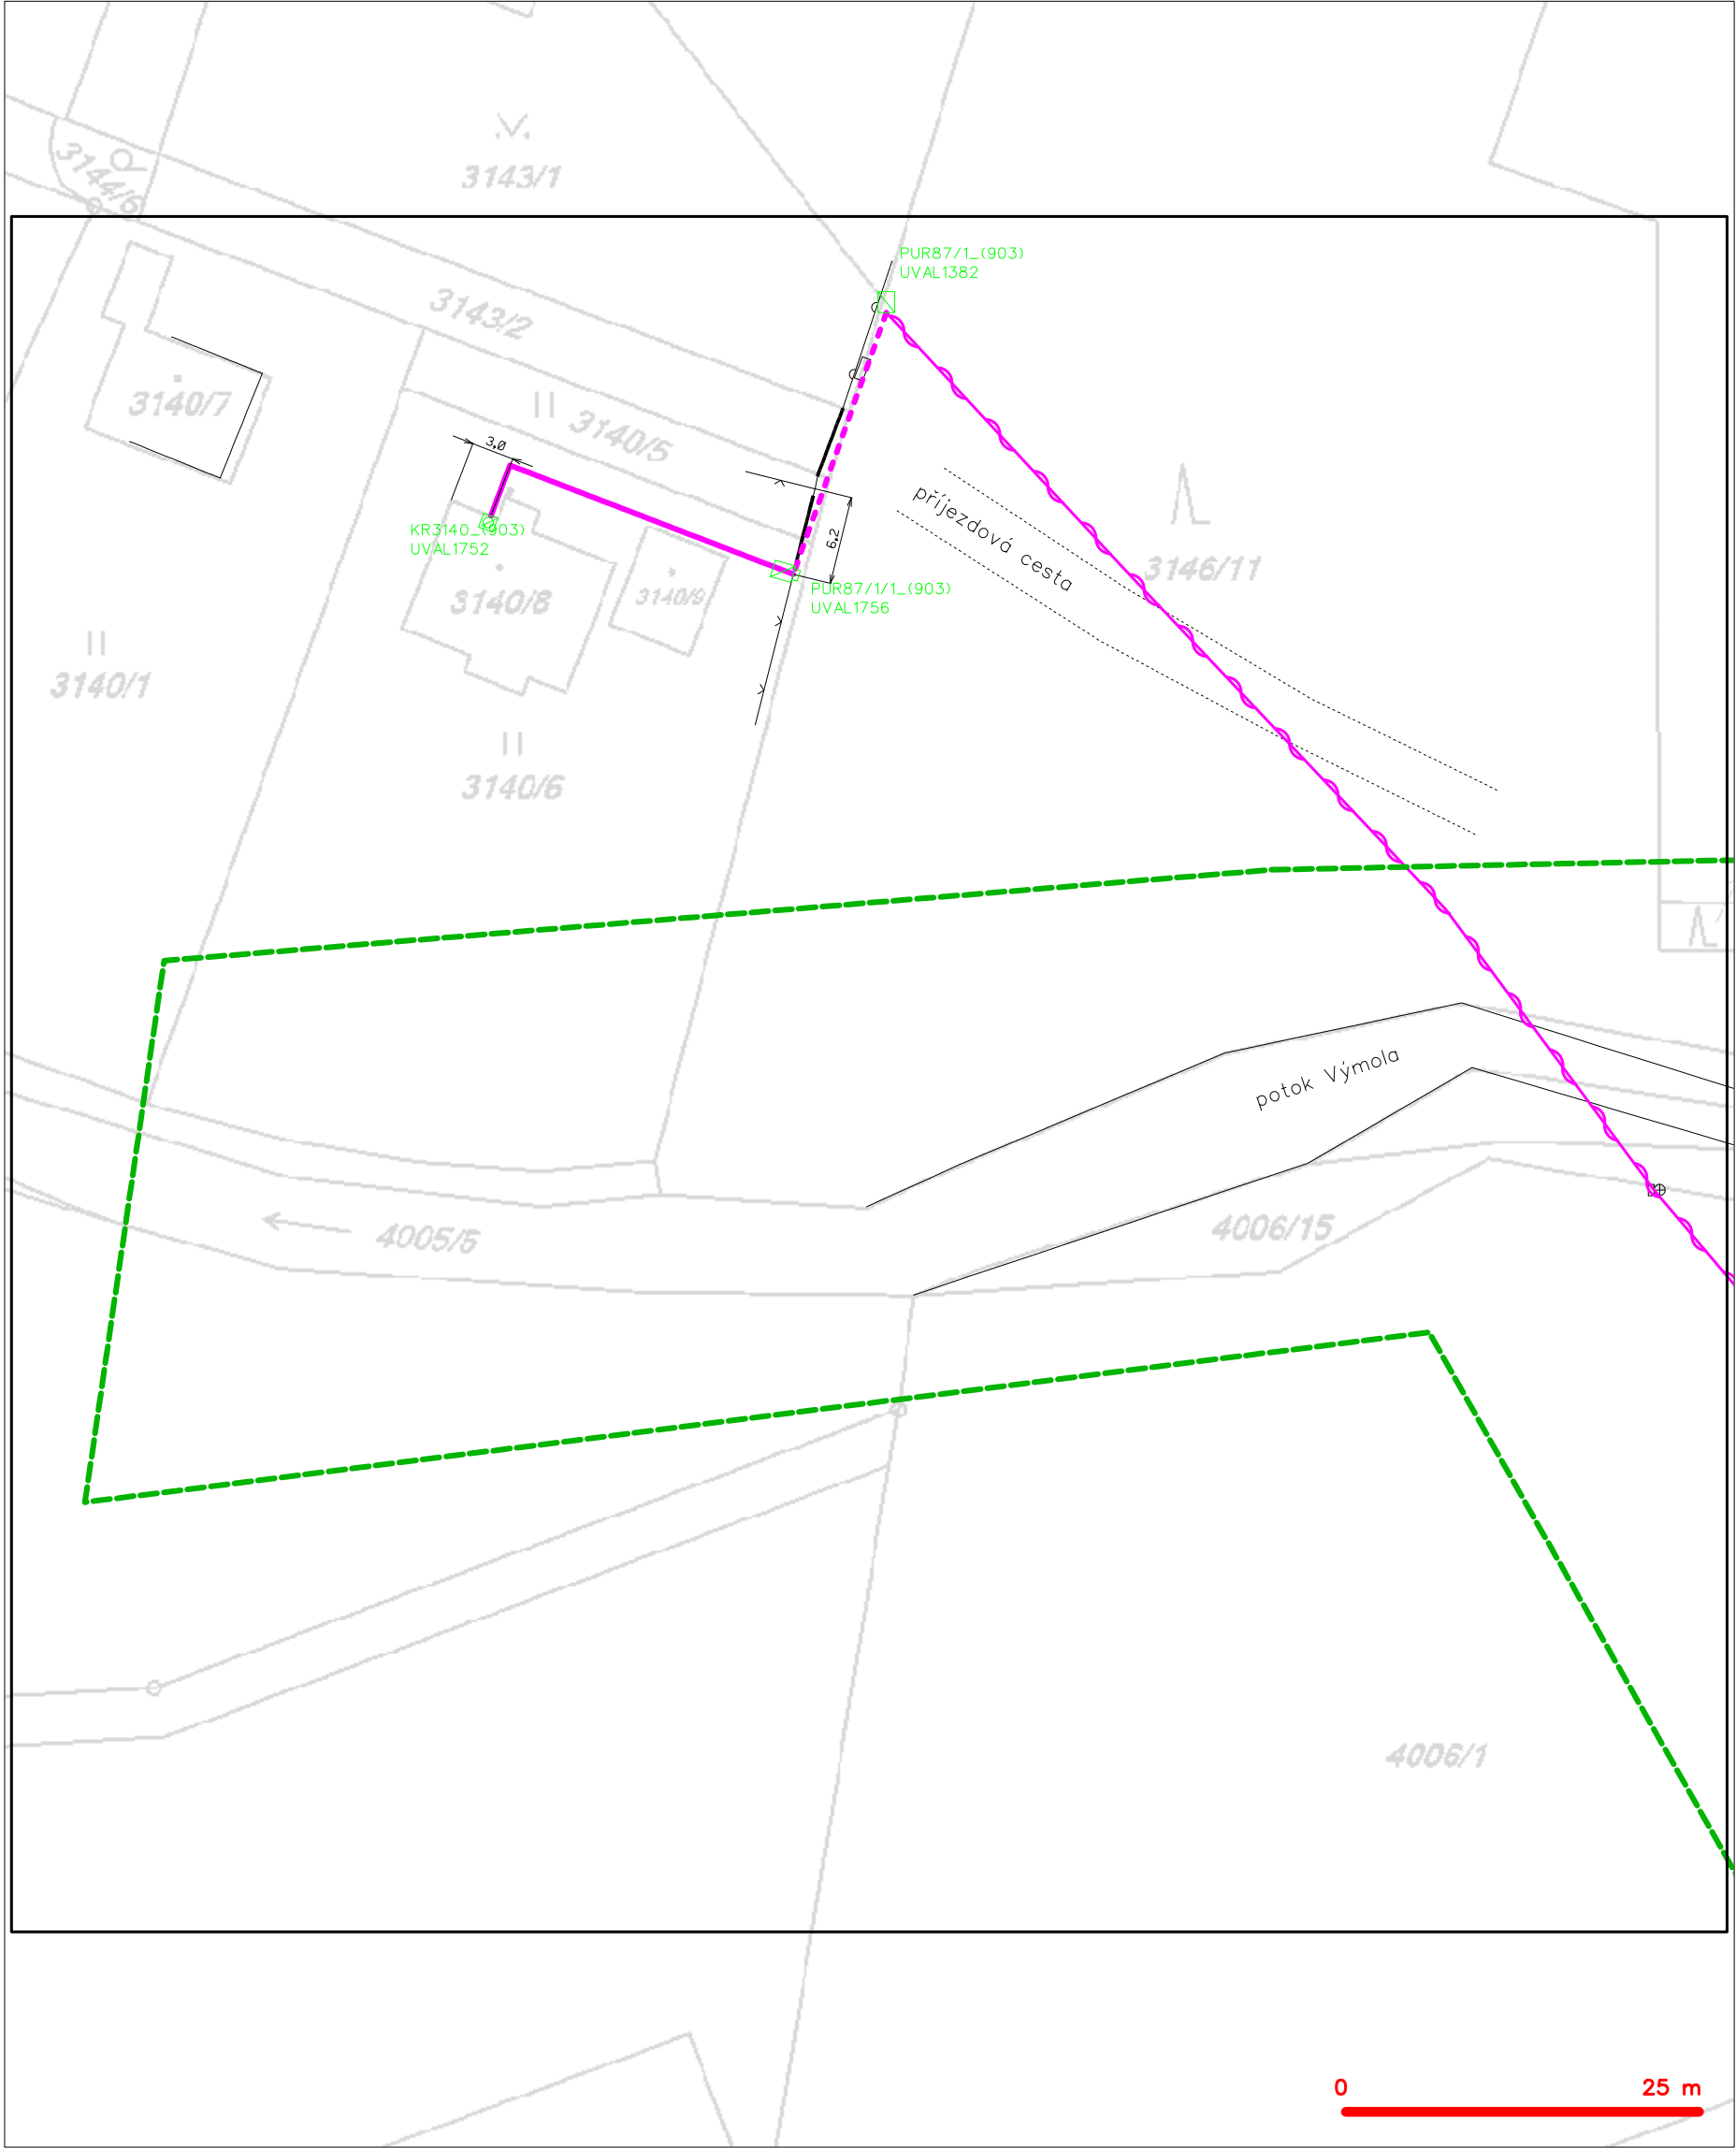 3144/6
3143/1
PUR87/1_(903)
UVAL1382
3143/2
3140/7
3140/5
3,0
příjezdová cesta
KR3140_(903)
UVAL1752
6,2
3146/11
PUR87/1/1_(903)
UVAL1756
3140/8
3140/9
3140/1
3140/6
potok Výmola
4005/5
4006/15
4006/1
0 25 m